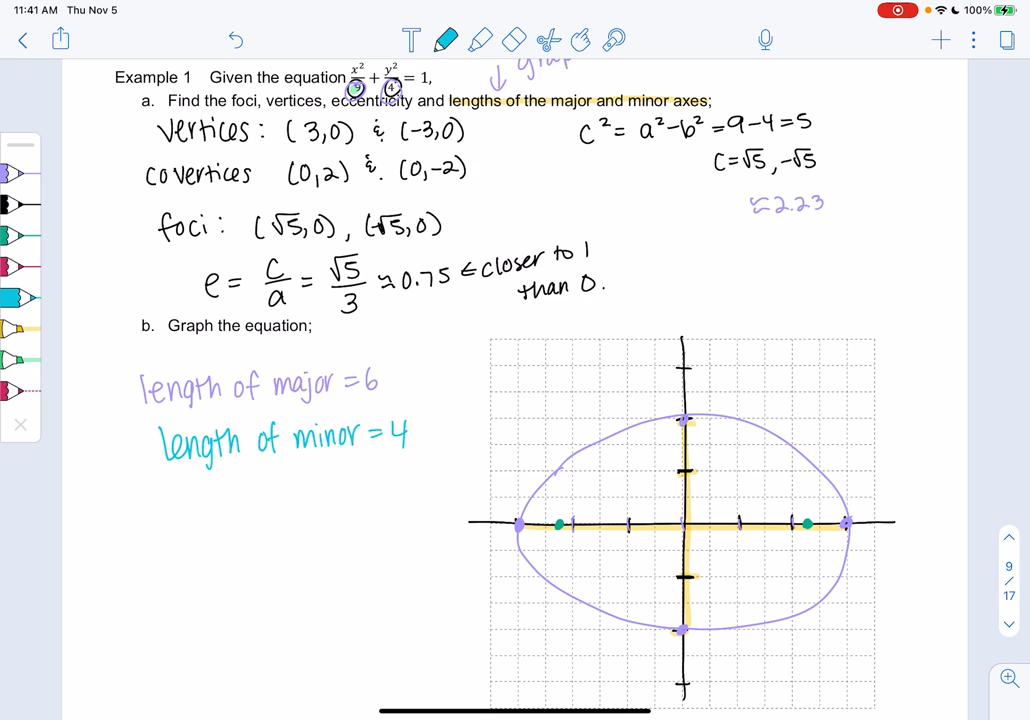 11:41 AM Thu Nov 5
100%
T
grap
Example 1 Given the equation x²/9 + y²/4 = 1,
a. Find the foci, vertices, eccentricity and lengths of the major and minor axes;
vertices: (3,0) & (-3,0)
c² = a² - b² = 9 - 4 = 5
c = √5, -√5
≈ 2.23
covertices (0,2) & (0,-2)
foci: (√5,0), (-√5,0)
e = c/a = √5/3 ≈ 0.75 ← closer to 1
than 0.
b. Graph the equation;
length of major = 6
length of minor = 4
9
/
17